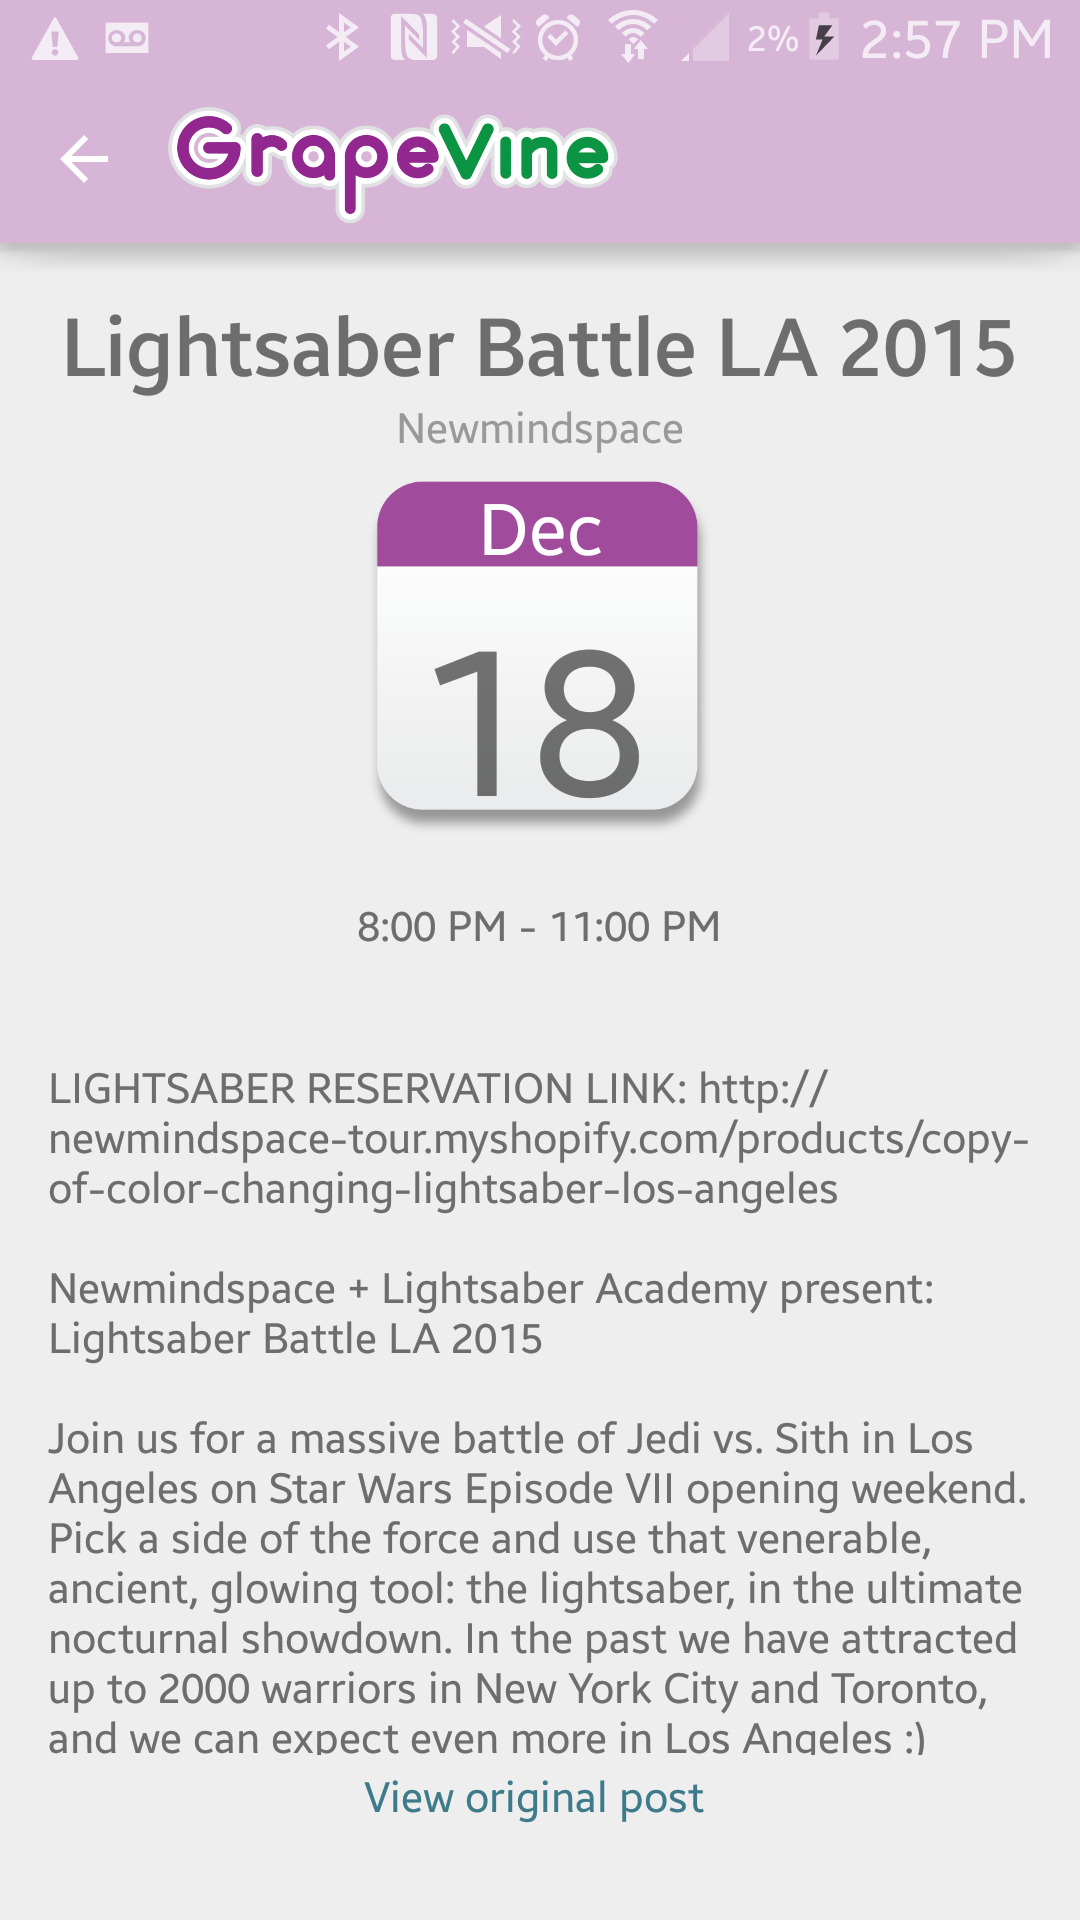 2% 2:57 PM
GrapeVine
Lightsaber Battle LA 2015
Newmindspace
Dec
18
8:00 PM - 11:00 PM
LIGHTSABER RESERVATION LINK: http://
newmindspace-tour.myshopify.com/products/copy-
of-color-changing-lightsaber-los-angeles
Newmindspace + Lightsaber Academy present:
Lightsaber Battle LA 2015
Join us for a massive battle of Jedi vs. Sith in Los
Angeles on Star Wars Episode VII opening weekend.
Pick a side of the force and use that venerable,
ancient, glowing tool: the lightsaber, in the ultimate
nocturnal showdown. In the past we have attracted
up to 2000 warriors in New York City and Toronto,
and we can expect even more in Los Angeles :)
View original post